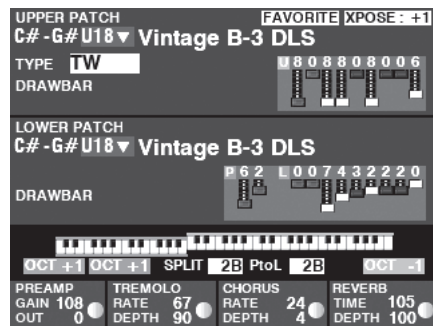 UPPER PATCH FAVORITE XPOSE: +1
C# -G# U18▼ Vintage B-3 DLS
TYPE TW U 8 0 8 8 0 8 0 0 6
DRAWBAR
LOWER PATCH
C# -G# U18▼ Vintage B-3 DLS
P 6 2 L 0 0 7 4 3 2 2 2 0
DRAWBAR
OCT +1 OCT +1 SPLIT 2B PtoL 2B OCT -1
PREAMP TREMOLO CHORUS REVERB
GAIN 108 RATE 67 RATE 24 TIME 105
OUT 0 DEPTH 90 DEPTH 4 DEPTH 100